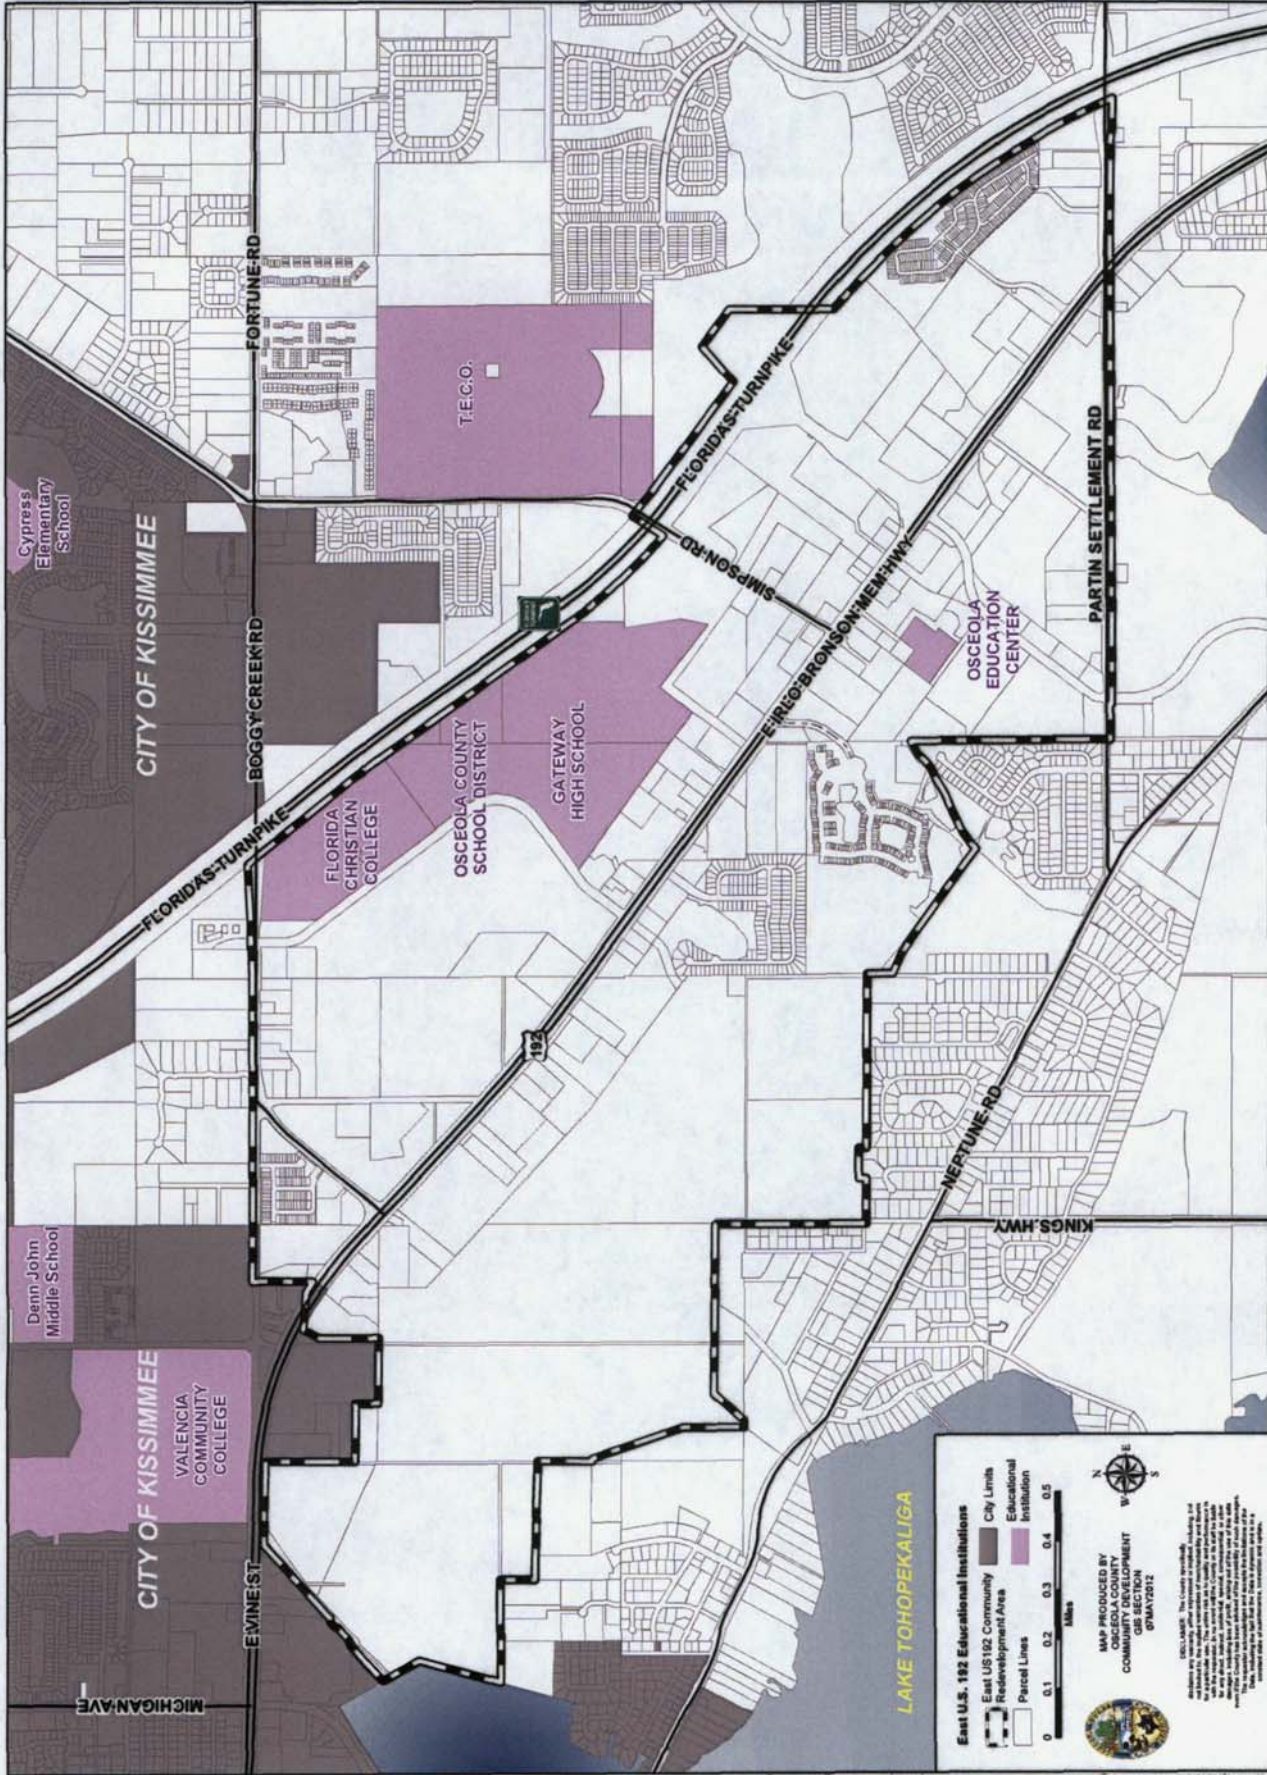 Cypress
Elementary
School
CITY OF KISSIMMEE
FORTUNE RD
BOGGY CREEK RD
T.E.C.O.
FLORIDAS TURNPIKE
FLORIDAS TURNPIKE
SIMPSON RD
E IRLO BRONSON MEM HWY
PARTIN SETTLEMENT RD
OSCEOLA
EDUCATION
CENTER
GATEWAY
HIGH SCHOOL
OSCEOLA COUNTY
SCHOOL DISTRICT
FLORIDA
CHRISTIAN
COLLEGE
192
Denn John
Middle School
CITY OF KISSIMMEE
VALENCIA
COMMUNITY
COLLEGE
E VINE ST
MICHIGAN AVE
NEPTUNE RD
KINGS HWY
LAKE TOHOPEKALIGA
East U.S. 192 Educational Institutions
East US192 Community
Redevelopment Area
City Limits
Parcel Lines
Educational
Institution
0 0.1 0.2 0.3 0.4 0.5
Miles
N
E
S
W
MAP PRODUCED BY
OSCEOLA COUNTY
COMMUNITY DEVELOPMENT
GIS SECTION
07MAY2012